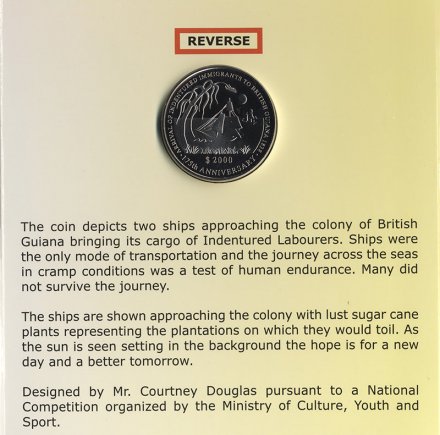 REVERSE
ARRIVAL OF INDENTURED IMMIGRANTS TO BRITISH GUIANA 1838
$ 2000
175th ANNIVERSARY
The coin depicts two ships approaching the colony of British
Guiana bringing its cargo of Indentured Labourers. Ships were
the only mode of transportation and the journey across the seas
in cramp conditions was a test of human endurance. Many did
not survive the journey.
The ships are shown approaching the colony with lust sugar cane
plants representing the plantations on which they would toil. As
the sun is seen setting in the background the hope is for a new
day and a better tomorrow.
Designed by Mr. Courtney Douglas pursuant to a National
Competition organized by the Ministry of Culture, Youth and
Sport.